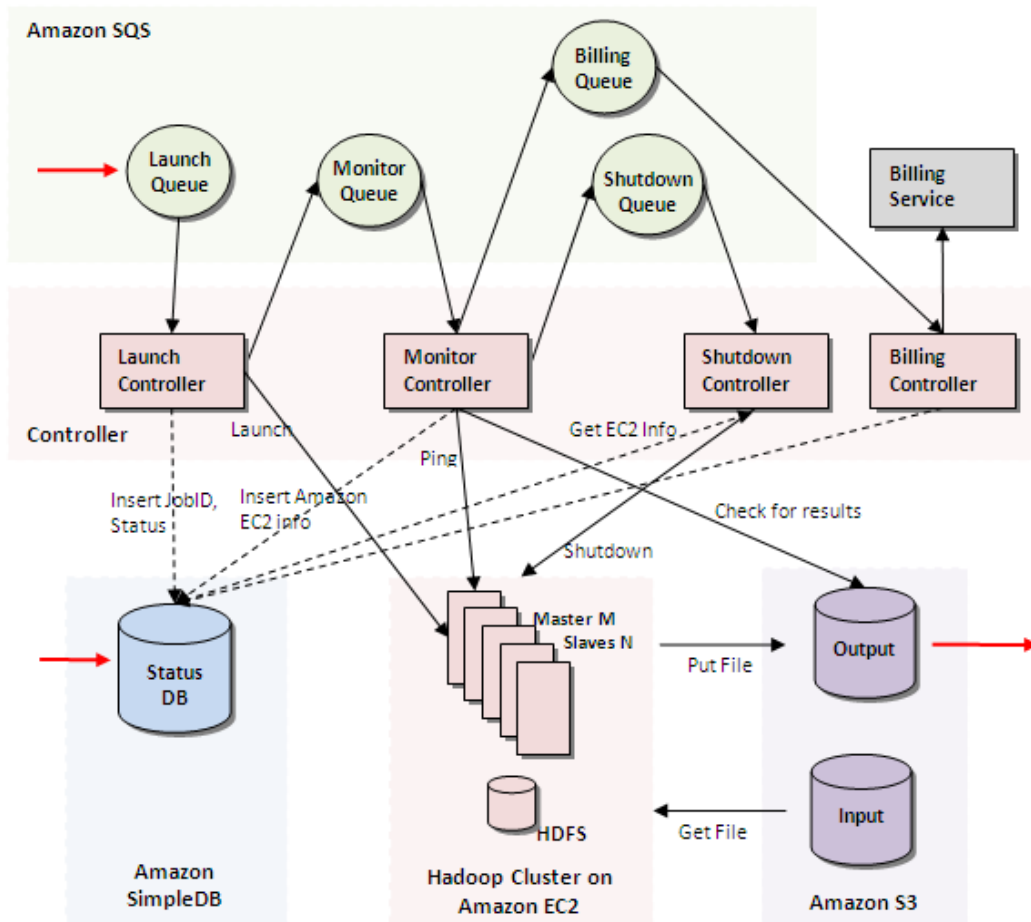 Amazon SQS
Billing
Queue
Launch
Queue
Monitor
Queue
Shutdown
Queue
Billing
Service
Launch
Controller
Monitor
Controller
Shutdown
Controller
Billing
Controller
Controller
Launch
Ping
Get EC2 Info
Insert JobID,
Status
Insert Amazon
EC2 info
Check for results
Shutdown
Master M
Slaves N
Status
DB
Put File
Output
HDFS
Get File
Input
Amazon
SimpleDB
Hadoop Cluster on
Amazon EC2
Amazon S3